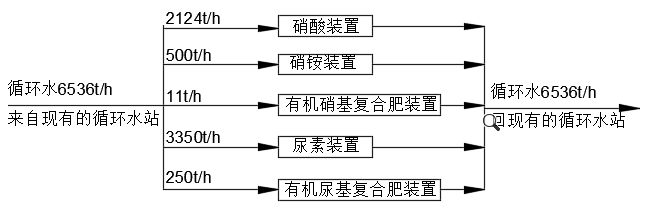 2124t/h
硝酸装置
500t/h
硝铵装置
循环水6536t/h
来自现有的循环水站
11t/h
有机硝基复合肥装置
循环水6536t/h
回现有的循环水站
3350t/h
尿素装置
250t/h
有机尿基复合肥装置